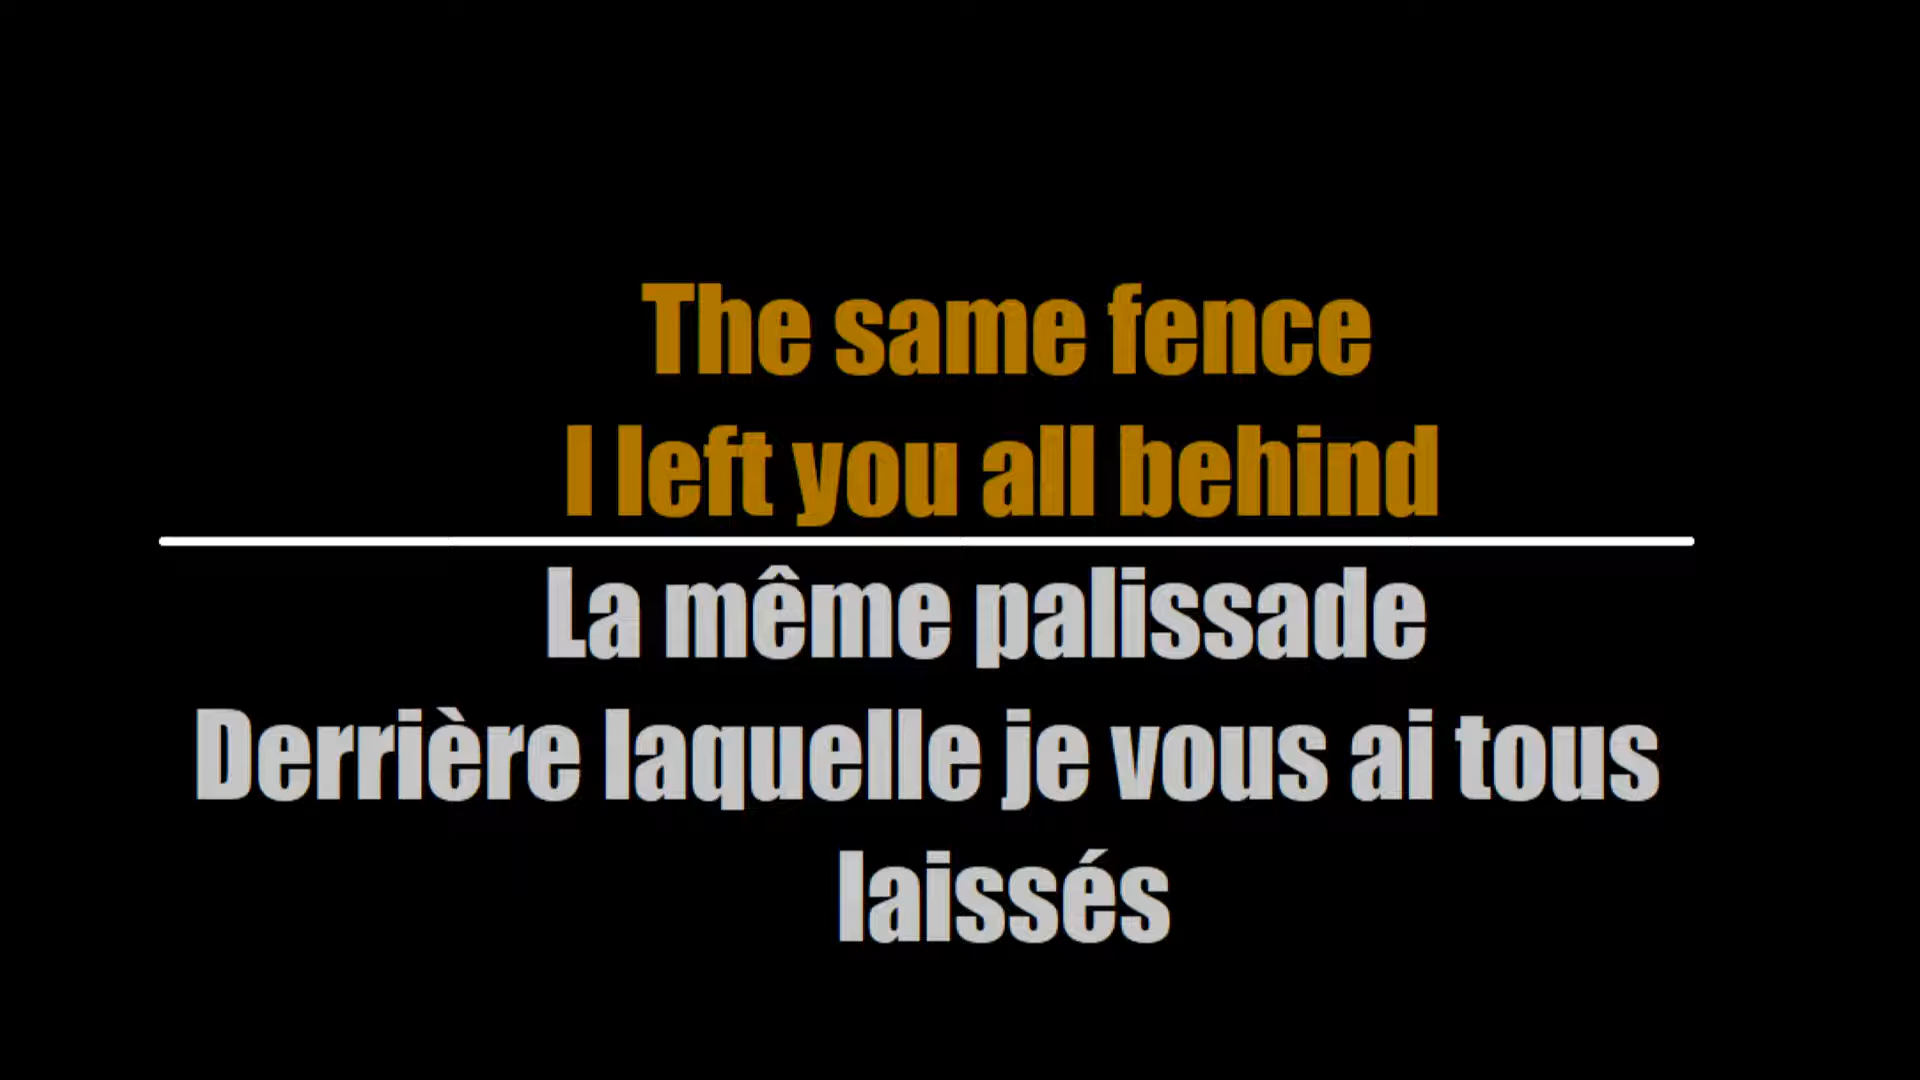 The same fence
I left you all behind
La même palissade
Derrière laquelle je vous ai tous
laissés